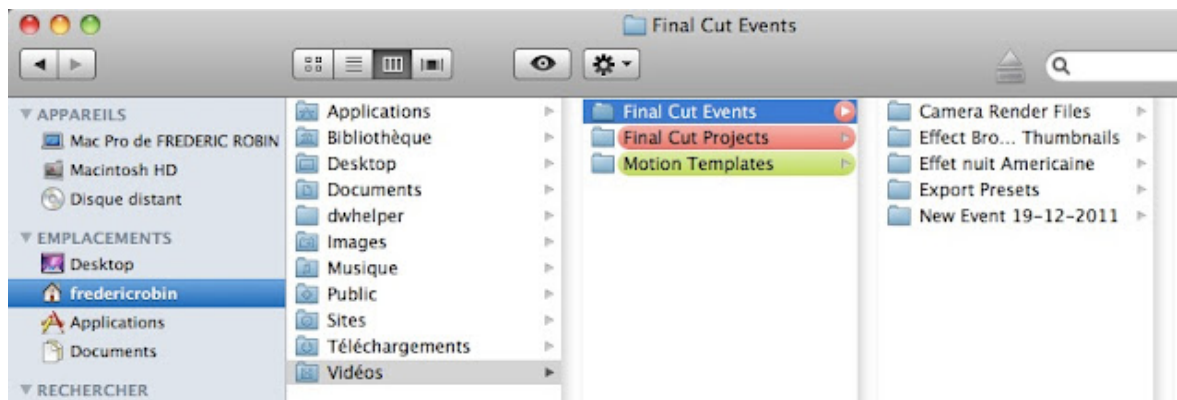 Final Cut Events
APPAREILS
Mac Pro de FREDERIC ROBIN
Macintosh HD
Disque distant
EMPLACEMENTS
Desktop
fredericrobin
Applications
Documents
RECHERCHER
Applications
Bibliothèque
Desktop
Documents
dwhelper
Images
Musique
Public
Sites
Téléchargements
Vidéos
Final Cut Events
Final Cut Projects
Motion Templates
Camera Render Files
Effect Bro... Thumbnails
Effet nuit Americaine
Export Presets
New Event 19-12-2011